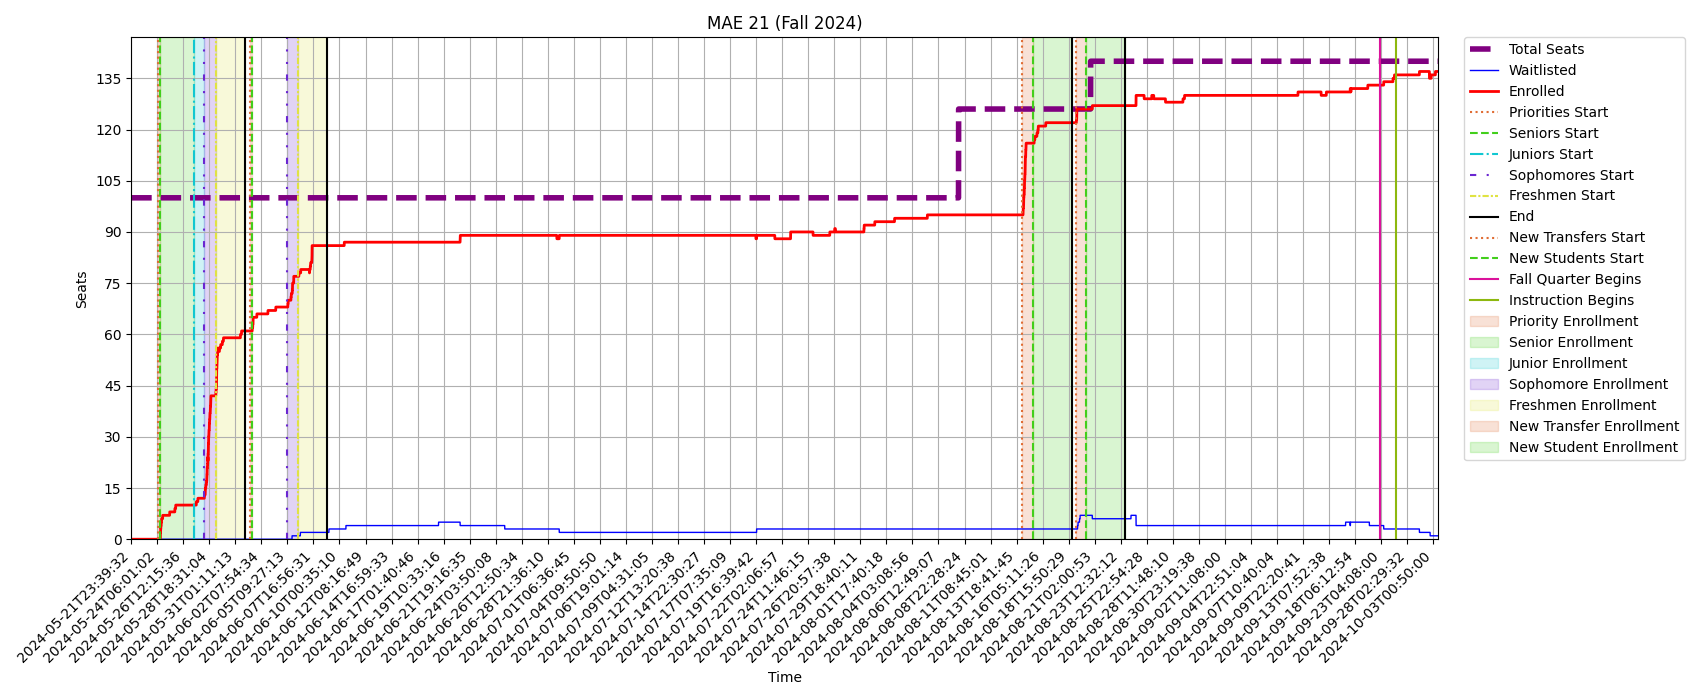 MAE 21 (Fall 2024)
Seats
135
120
105
90
75
60
45
30
15
0
2024-05-21T23:39:32
2024-05-24T06:01:02
2024-05-26T12:15:36
2024-05-28T18:31:04
2024-05-31T01:11:13
2024-06-02T07:54:34
2024-06-05T09:27:13
2024-06-07T16:56:31
2024-06-10T00:35:10
2024-06-12T08:16:49
2024-06-14T16:59:33
2024-06-17T01:40:46
2024-06-19T10:33:16
2024-06-21T19:16:35
2024-06-24T03:50:08
2024-06-26T12:50:34
2024-06-28T21:36:10
2024-07-01T06:36:45
2024-07-04T09:50:50
2024-07-06T19:01:14
2024-07-09T04:31:05
2024-07-12T13:20:38
2024-07-14T22:30:27
2024-07-17T07:35:09
2024-07-19T16:39:42
2024-07-22T02:06:57
2024-07-24T11:46:15
2024-07-26T20:57:38
2024-07-29T18:40:11
2024-08-01T17:40:18
2024-08-04T03:08:56
2024-08-06T12:49:07
2024-08-08T22:28:24
2024-08-11T08:45:01
2024-08-13T18:41:45
2024-08-16T05:11:26
2024-08-18T15:50:29
2024-08-21T02:00:53
2024-08-23T12:32:12
2024-08-25T22:54:28
2024-08-28T11:48:10
2024-08-30T23:19:38
2024-09-02T11:08:00
2024-09-04T22:51:04
2024-09-07T10:40:04
2024-09-09T22:20:41
2024-09-13T07:52:38
2024-09-18T06:12:54
2024-09-23T04:08:00
2024-09-28T02:29:32
2024-10-03T00:50:00
Time
Total Seats
Waitlisted
Enrolled
Priorities Start
Seniors Start
Juniors Start
Sophomores Start
Freshmen Start
End
New Transfers Start
New Students Start
Fall Quarter Begins
Instruction Begins
Priority Enrollment
Senior Enrollment
Junior Enrollment
Sophomore Enrollment
Freshmen Enrollment
New Transfer Enrollment
New Student Enrollment